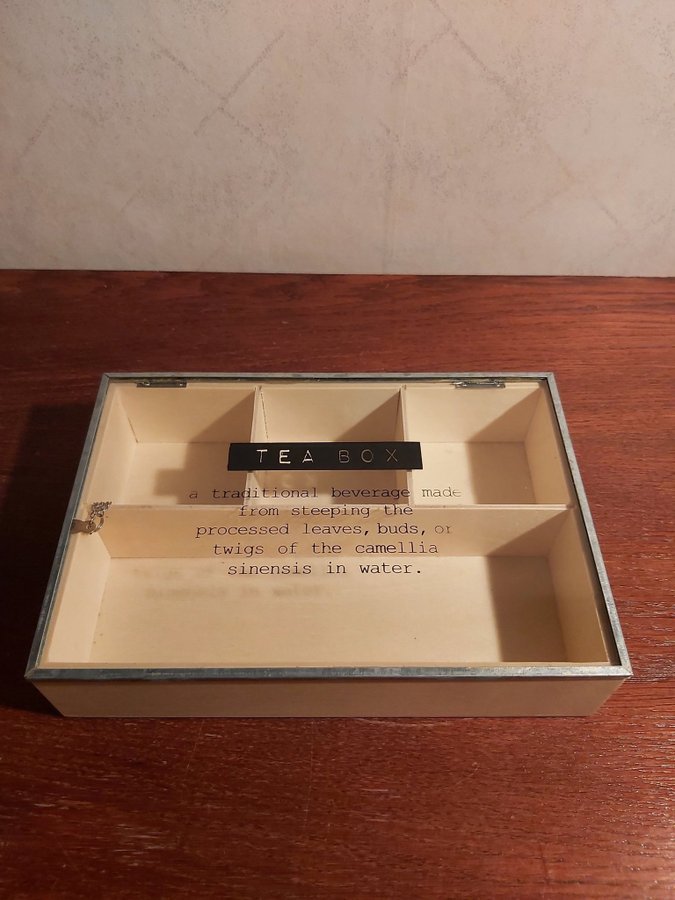 TEA BOX
a traditional beverage made
from steeping the
processed leaves, buds, or
twigs of the camellia
sinensis in water.